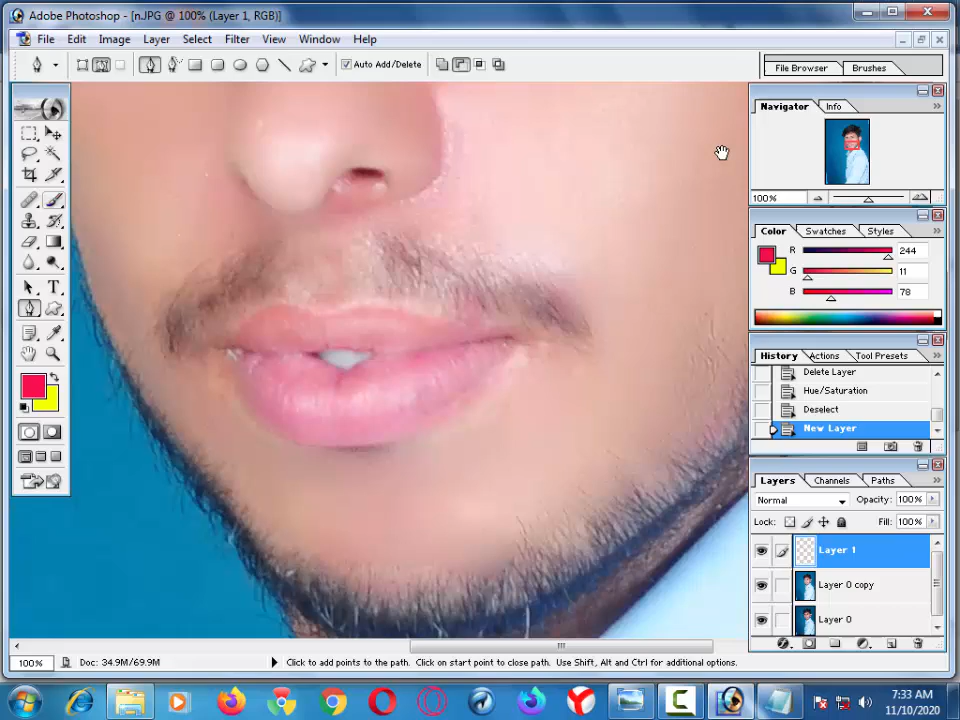 Adobe Photoshop - [n.JPG @ 100% (Layer 1, RGB)]
File Edit Image Layer Select Filter View Window Help
Auto Add/Delete
File Browser Brushes
Navigator Info
100%
Color Swatches Styles
R 244
G 11
B 78
History Actions Tool Presets
Delete Layer
Hue/Saturation
Deselect
New Layer
Layers Channels Paths
Normal Opacity: 100%
Lock: Fill: 100%
Layer 1
Layer 0 copy
Layer 0
100% Doc: 34.9M/69.9M Click to add points to the path. Click on start point to close path. Use Shift, Alt and Ctrl for additional options.
7:33 AM
11/10/2020